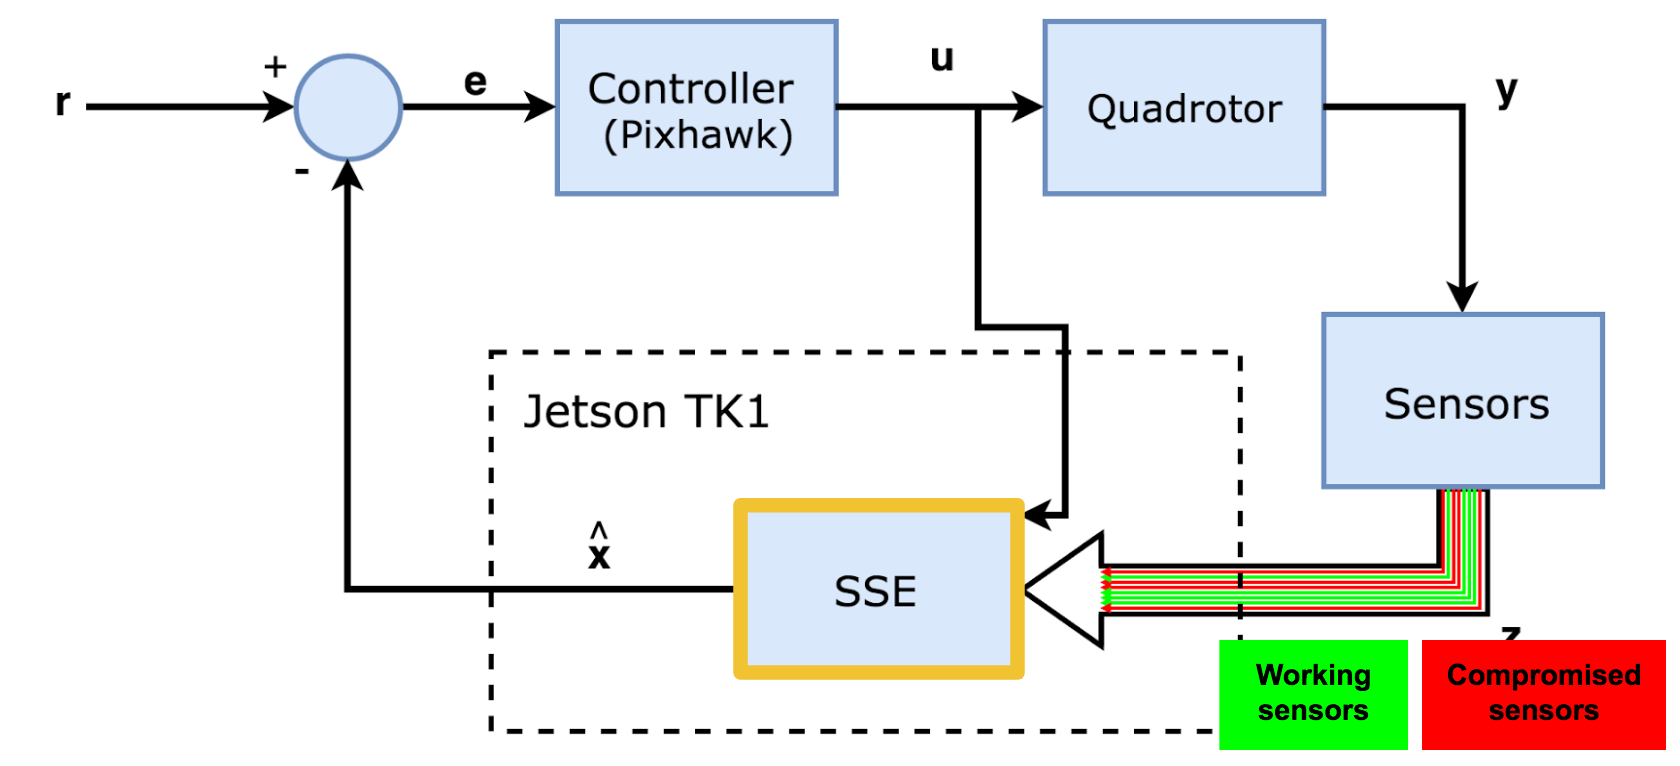 +
r
e
u
y
-
Controller
(Pixhawk)
Quadrotor
Sensors
Jetson TK1
x̂
SSE
z
Working
sensors
Compromised
sensors